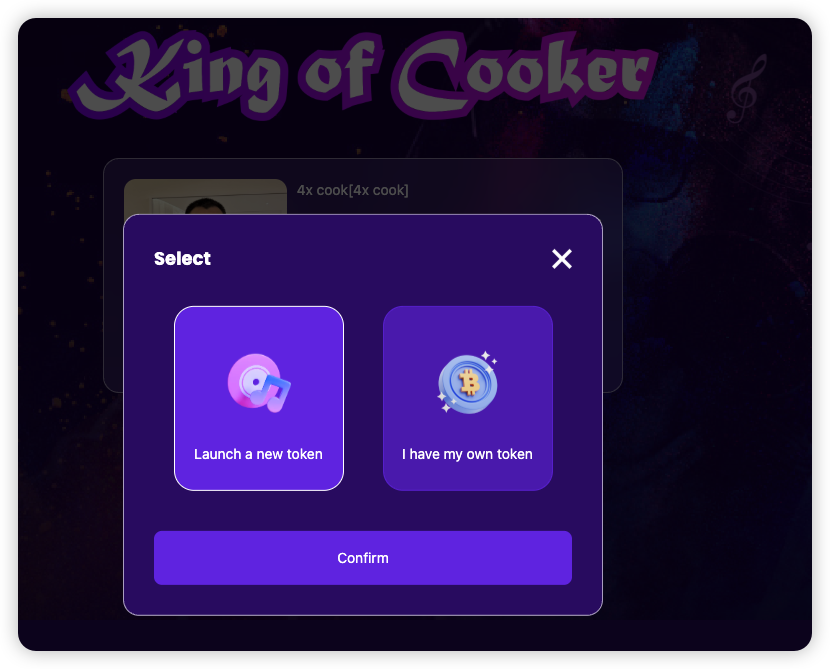 King of Cooker
4x cook[4x cook]
Select
Launch a new token
I have my own token
Confirm